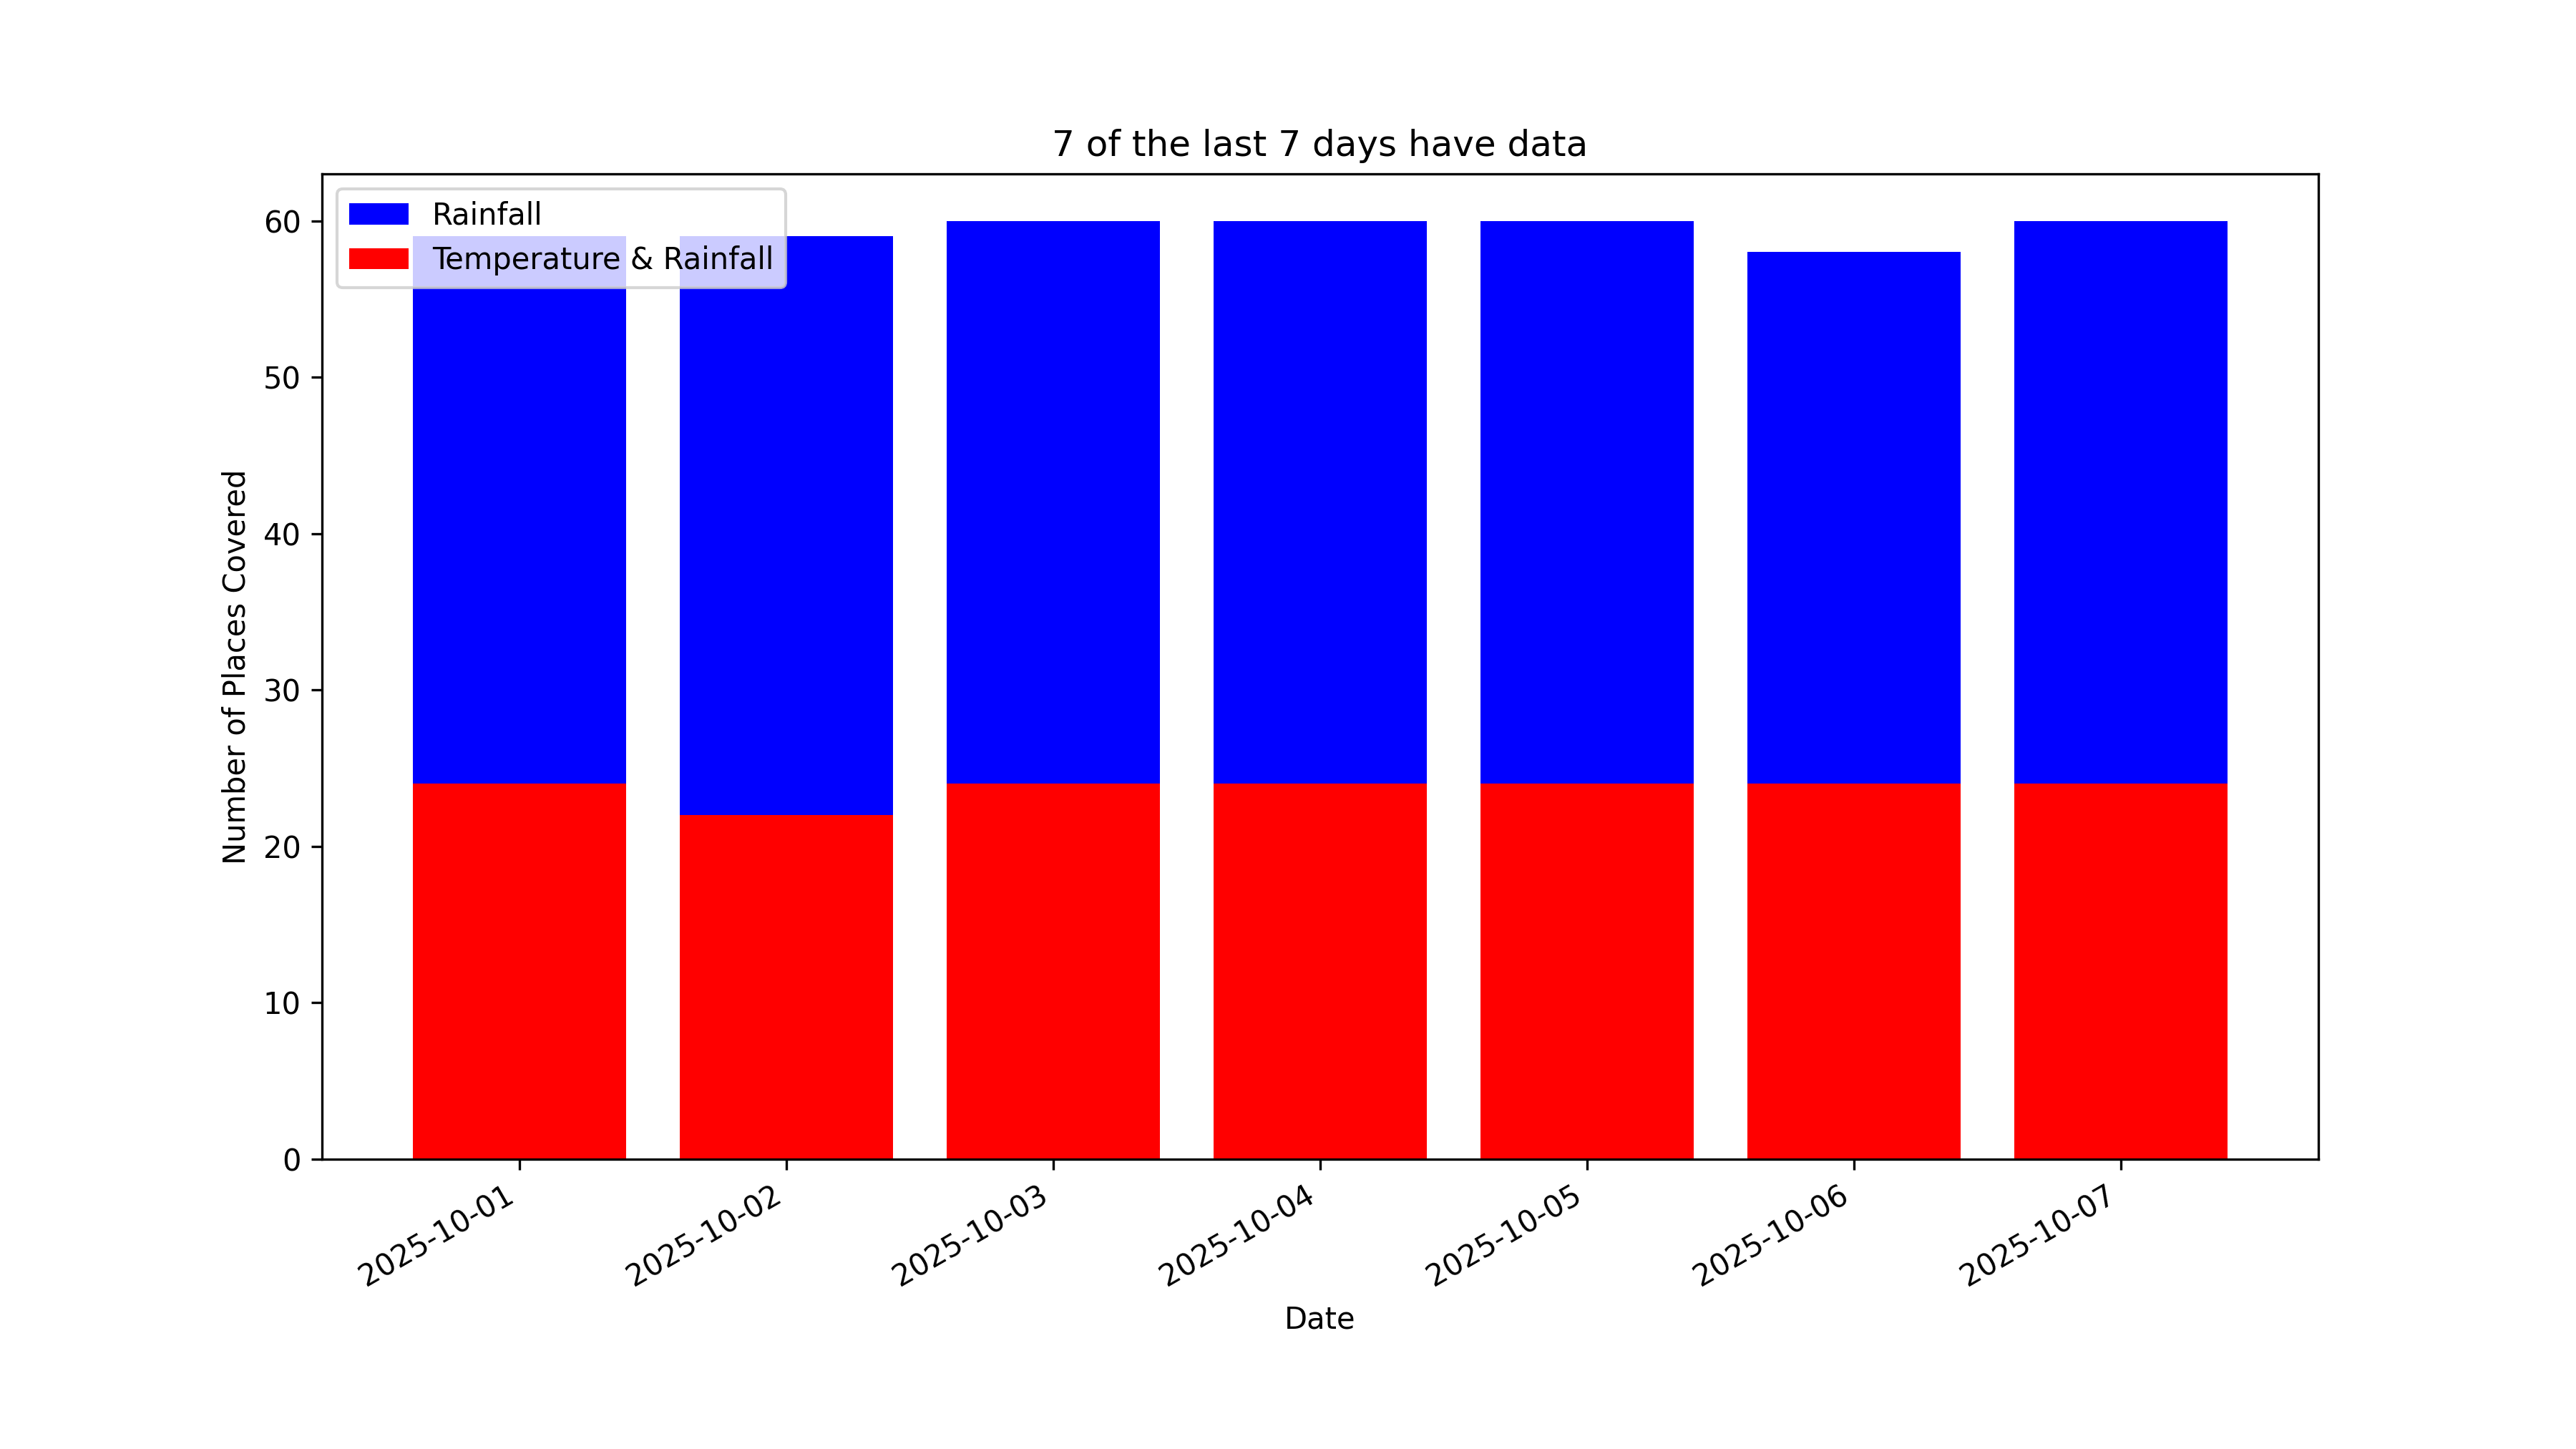 7 of the last 7 days have data
Rainfall
Temperature & Rainfall
60
50
40
30
20
10
0
Number of Places Covered
2025-10-01
2025-10-02
2025-10-03
2025-10-04
2025-10-05
2025-10-06
2025-10-07
Date